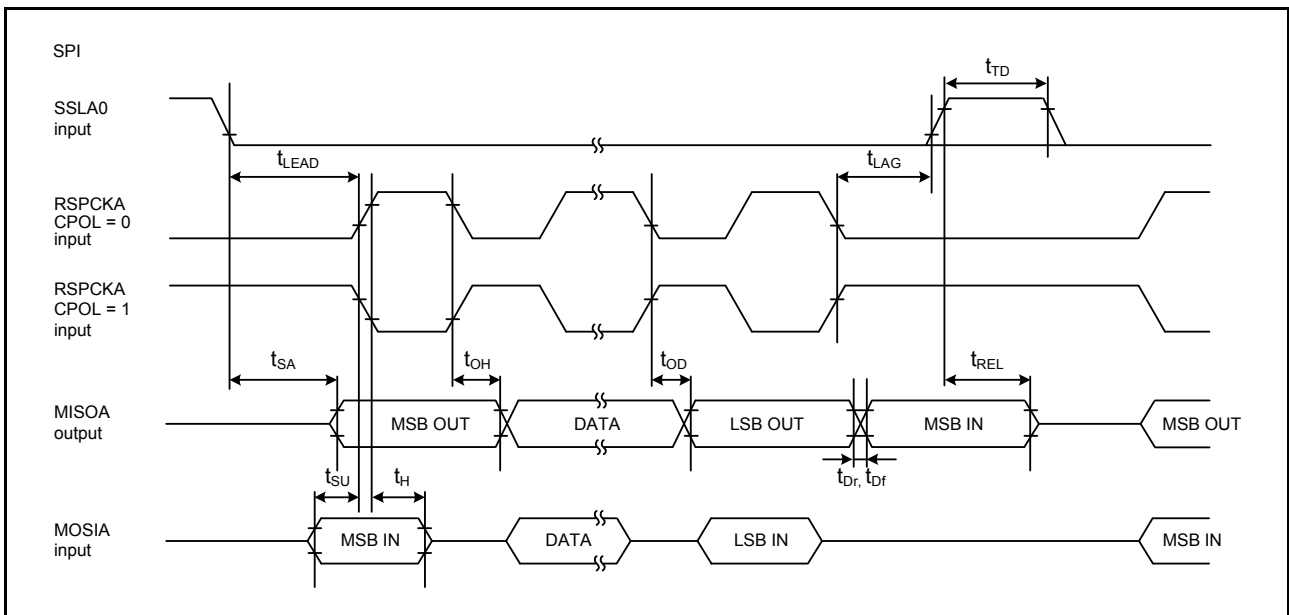 SPI
t_TD
SSLA0
input
t_LEAD
t_LAG
RSPCKA
CPOL = 0
input
RSPCKA
CPOL = 1
input
t_SA
t_OH
t_OD
t_REL
MISOA
output
MSB OUT
DATA
LSB OUT
MSB IN
MSB OUT
t_SU
t_H
t_Dr, t_Df
MOSIA
input
MSB IN
DATA
LSB IN
MSB IN